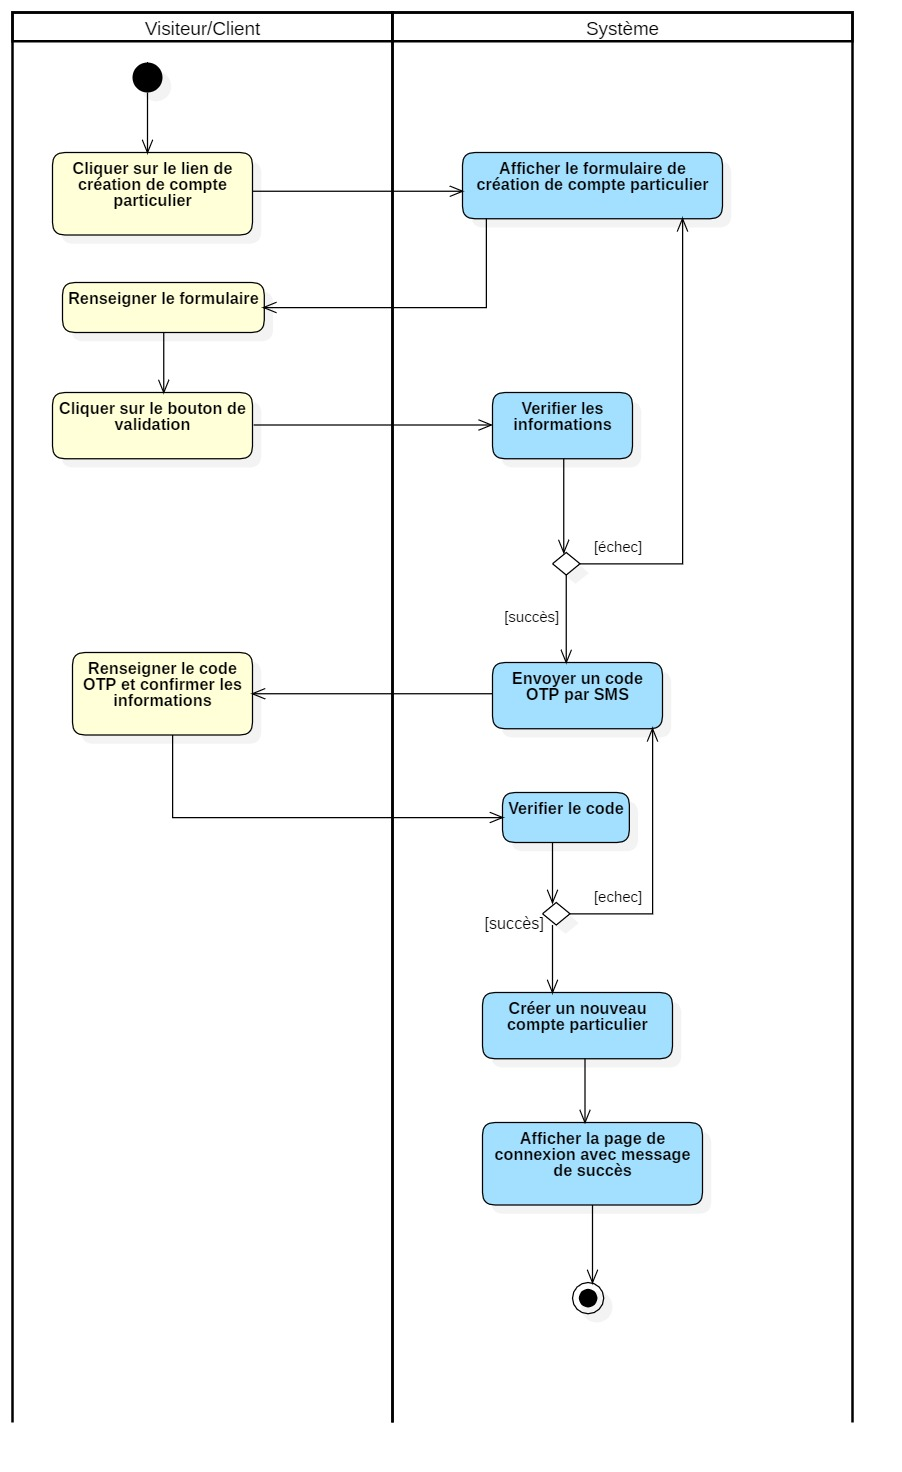 Visiteur/Client
Système
Cliquer sur le lien de
création de compte
particulier
Afficher le formulaire de
création de compte particulier
Renseigner le formulaire
Cliquer sur le bouton de
validation
Verifier les
informations
[échec]
[succès]
Renseigner le code
OTP et confirmer les
informations
Envoyer un code
OTP par SMS
Verifier le code
[echec]
[succès]
Créer un nouveau
compte particulier
Afficher la page de
connexion avec message
de succès